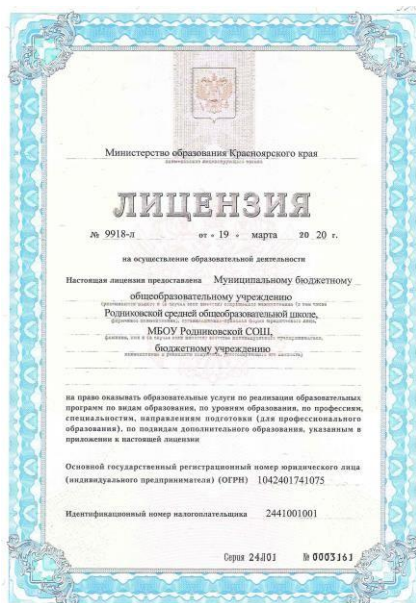 Министерство образования Красноярского края
ЛИЦЕНЗИЯ
№ 9918-л от « 19 » марта 20 20 г.
на осуществление образовательной деятельности
Настоящая лицензия предоставлена Муниципальному бюджетному
общеобразовательному учреждению
Родниковской средней общеобразовательной школе,
МБОУ Родниковской СОШ,
бюджетному учреждению
на право оказывать образовательные услуги по реализации образовательных
программ по видам образования, по уровням образования, по профессиям,
специальностям, направлениям подготовки (для профессионального
образования), по подвидам дополнительного образования, указанным в
приложении к настоящей лицензии
Основной государственный регистрационный номер юридического лица
(индивидуального предпринимателя) (ОГРН) 1042401741075
Идентификационный номер налогоплательщика 2441001001
Серия 24Л01 № 0003161